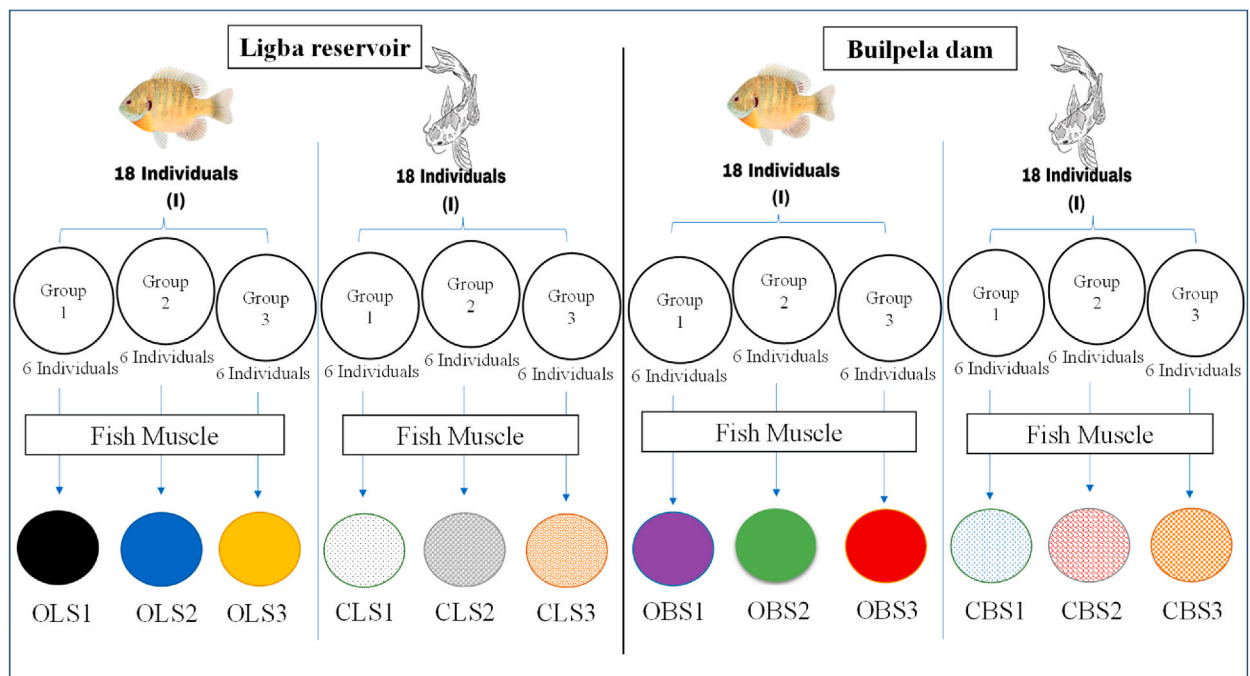 Ligba reservoir
Builpela dam
18 Individuals
(I)
18 Individuals
(I)
18 Individuals
(I)
18 Individuals
(I)
Group
1
Group
2
Group
3
Group
1
Group
2
Group
3
Group
1
Group
2
Group
3
Group
1
Group
2
Group
3
6 Individuals
6 Individuals
6 Individuals
6 Individuals
6 Individuals
6 Individuals
6 Individuals
6 Individuals
6 Individuals
6 Individuals
6 Individuals
6 Individuals
Fish Muscle
Fish Muscle
Fish Muscle
Fish Muscle
OLS1
OLS2
OLS3
CLS1
CLS2
CLS3
OBS1
OBS2
OBS3
CBS1
CBS2
CBS3